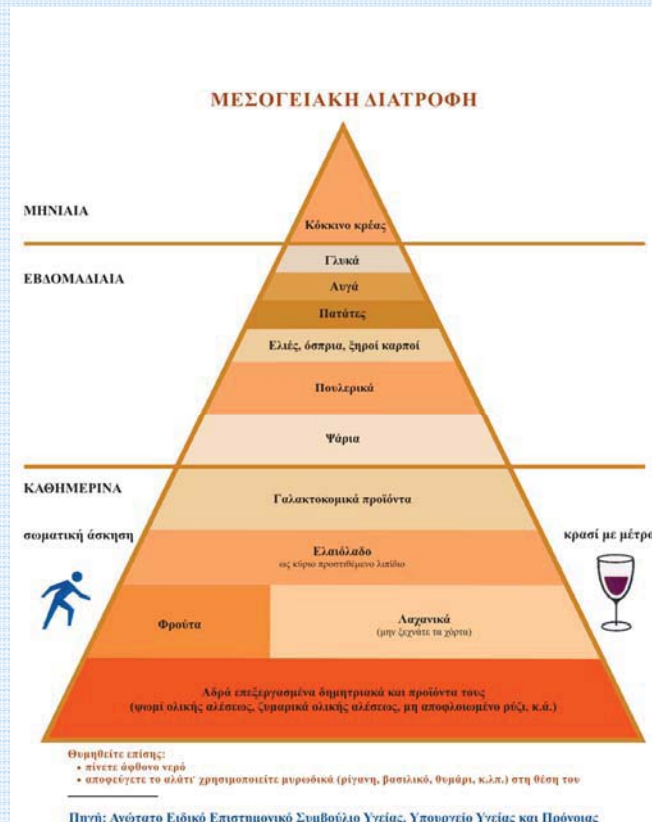 ΜΕΣΟΓΕΙΑΚΗ ΔΙΑΤΡΟΦΗ
ΜΗΝΙΑΙΑ
Κόκκινο κρέας
Γλυκά
ΕΒΔΟΜΑΔΙΑΙΑ
Αυγά
Πατάτες
Ελιές, όσπρια, ξηροί καρποί
Πουλερικά
Ψάρια
ΚΑΘΗΜΕΡΙΝΑ
Γαλακτοκομικά προϊόντα
σωματική άσκηση
κρασί με μέτρο
Ελαιόλαδο
ως κύριο προστιθέμενο λιπίδιο
Φρούτα
Λαχανικά
(μην ξεχνάτε τα χόρτα)
Αδρά επεξεργασμένα δημητριακά και προϊόντα τους
(ψωμί ολικής αλέσεως, ζυμαρικά ολικής αλέσεως, μη αποφλοιωμένο ρύζι, κ.ά.)
Θυμηθείτε επίσης:
• πίνετε άφθονο νερό
• αποφεύγετε το αλάτι· χρησιμοποιείτε μυρωδικά (ρίγανη, βασιλικό, θυμάρι, κ.λπ.) στη θέση του
Πηγή: Ανώτατο Ειδικό Επιστημονικό Συμβούλιο Υγείας, Υπουργείο Υγείας και Πρόνοιας